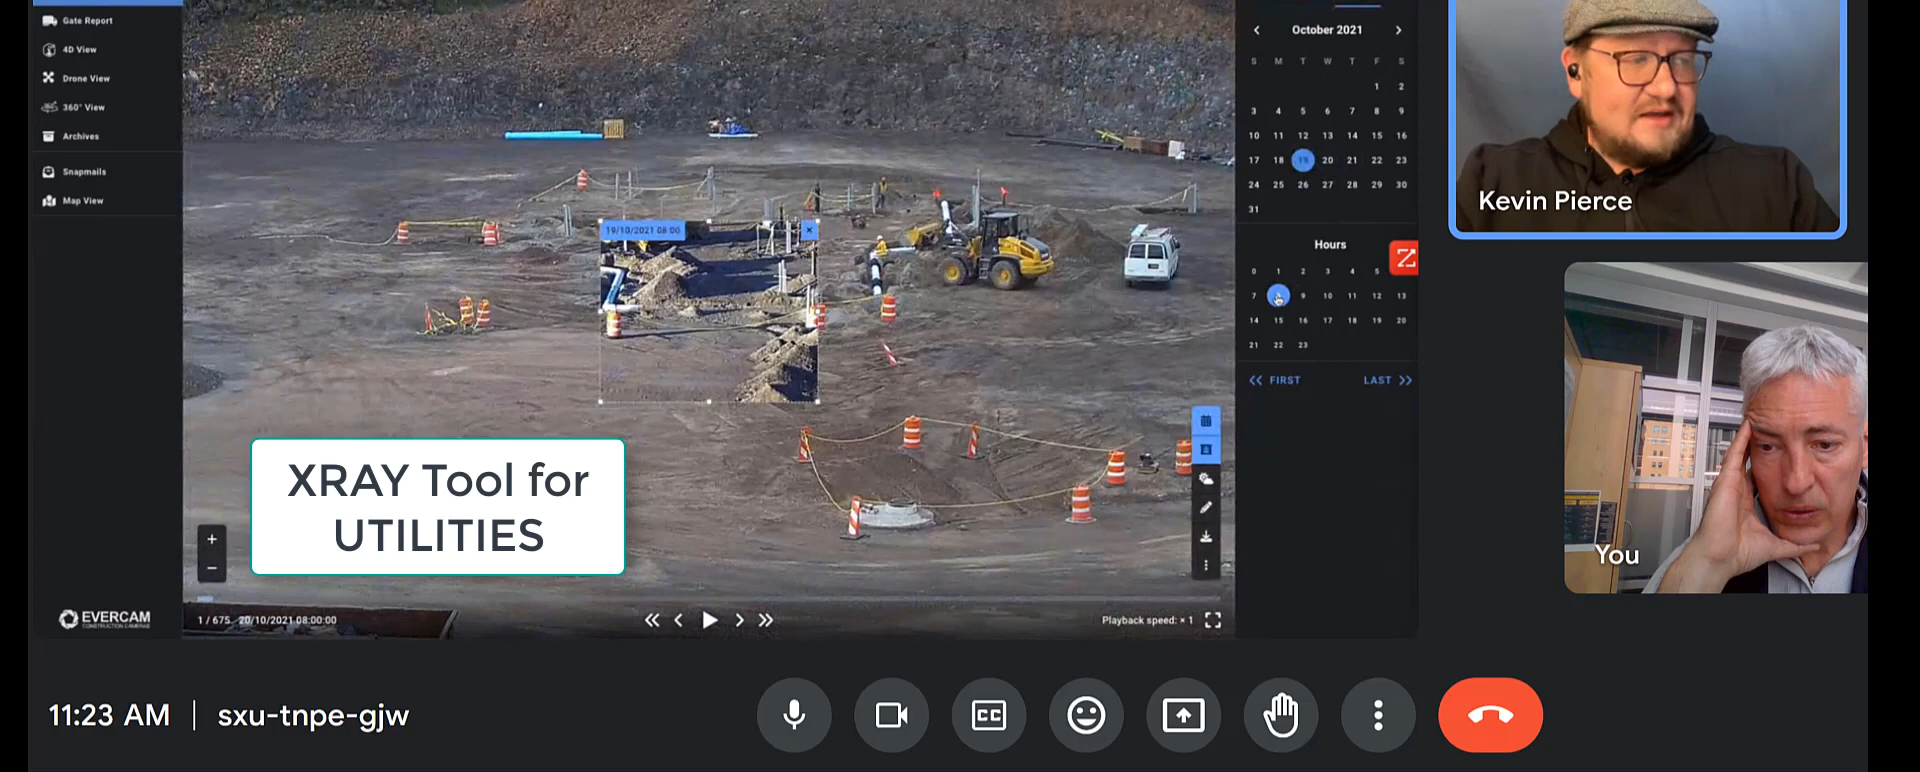 Gate Report
4D View
Drone View
360° View
Archives
Snapmails
Map View
EVERCAM
CONSTRUCTION CAMERAS
19/10/2021 08:00
×
XRAY Tool for
UTILITIES
+
−
1 / 675 20/10/2021 08:00:00
Playback speed: × 1
October 2021
S M T W T F S
1 2
3 4 5 6 7 8 9
10 11 12 13 14 15 16
17 18 19 20 21 22 23
24 25 26 27 28 29 30
31
Hours
0 1 2 3 4 5
7 8 9 10 11 12 13
14 15 16 17 18 19 20
21 22 23
FIRST LAST
Kevin Pierce
You
11:23 AM | sxu-tnpe-gjw
CC